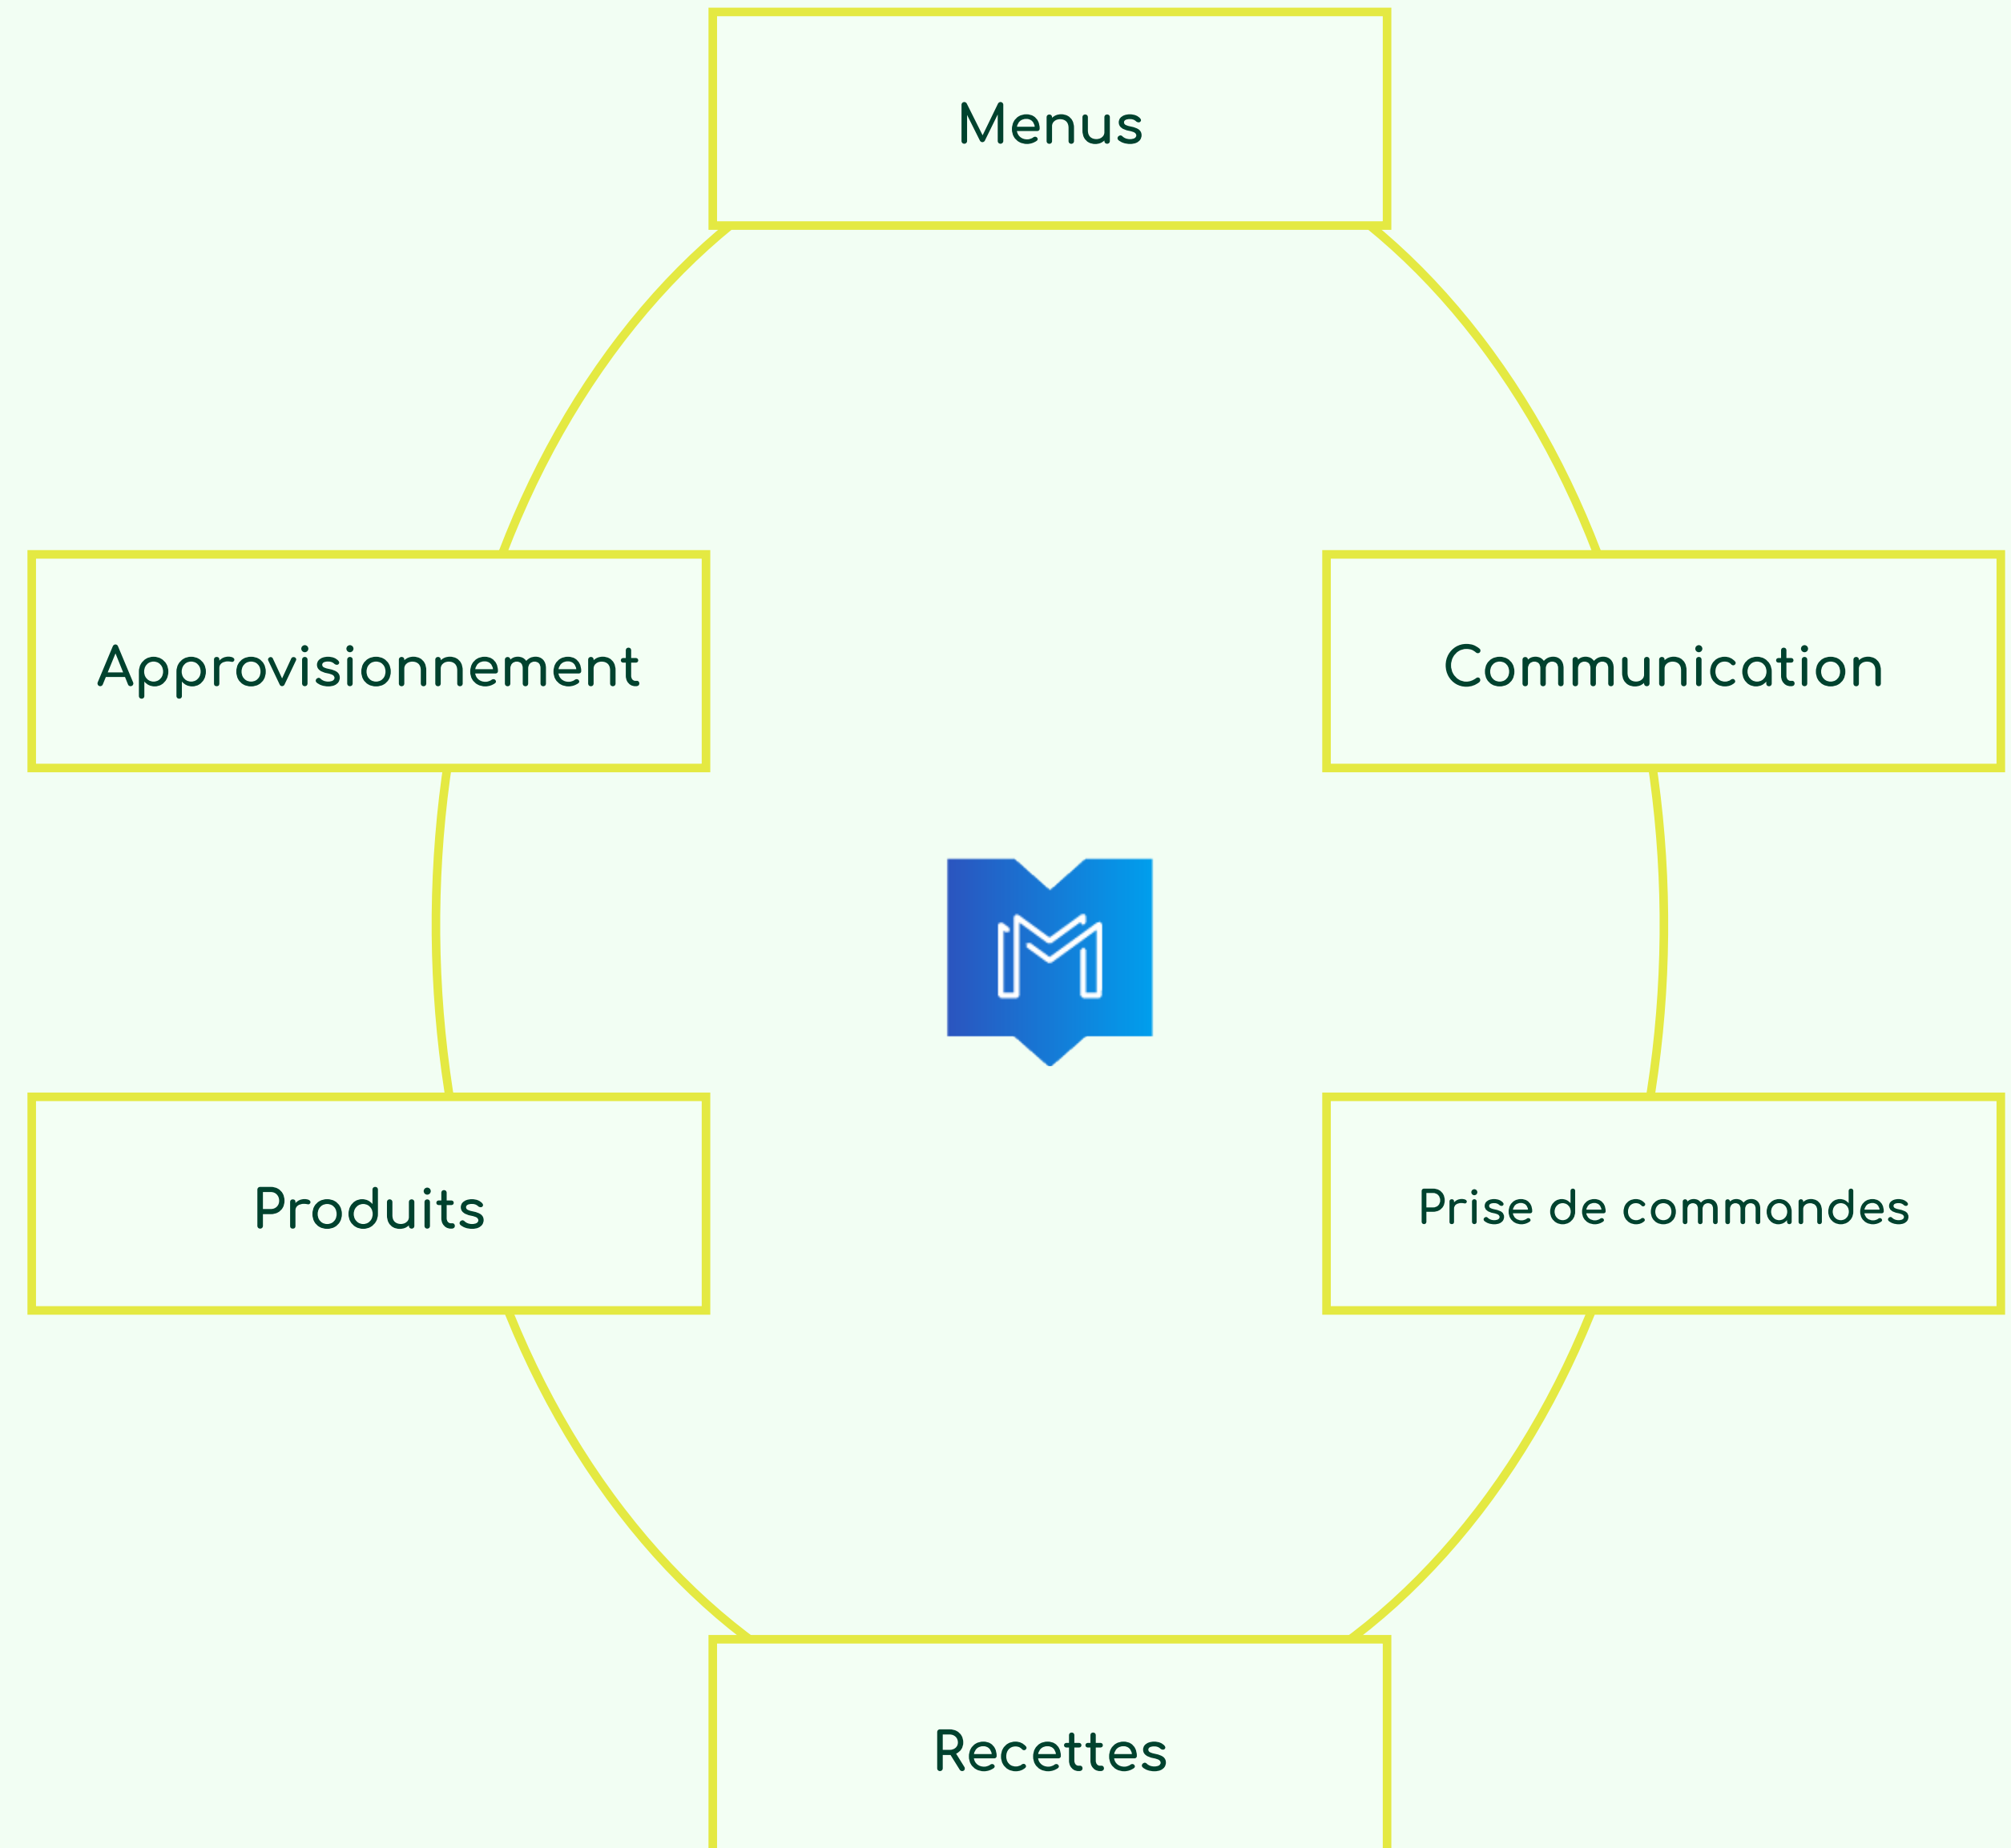 Menus
Approvisionnement
Communication
M
Produits
Prise de commandes
Recettes